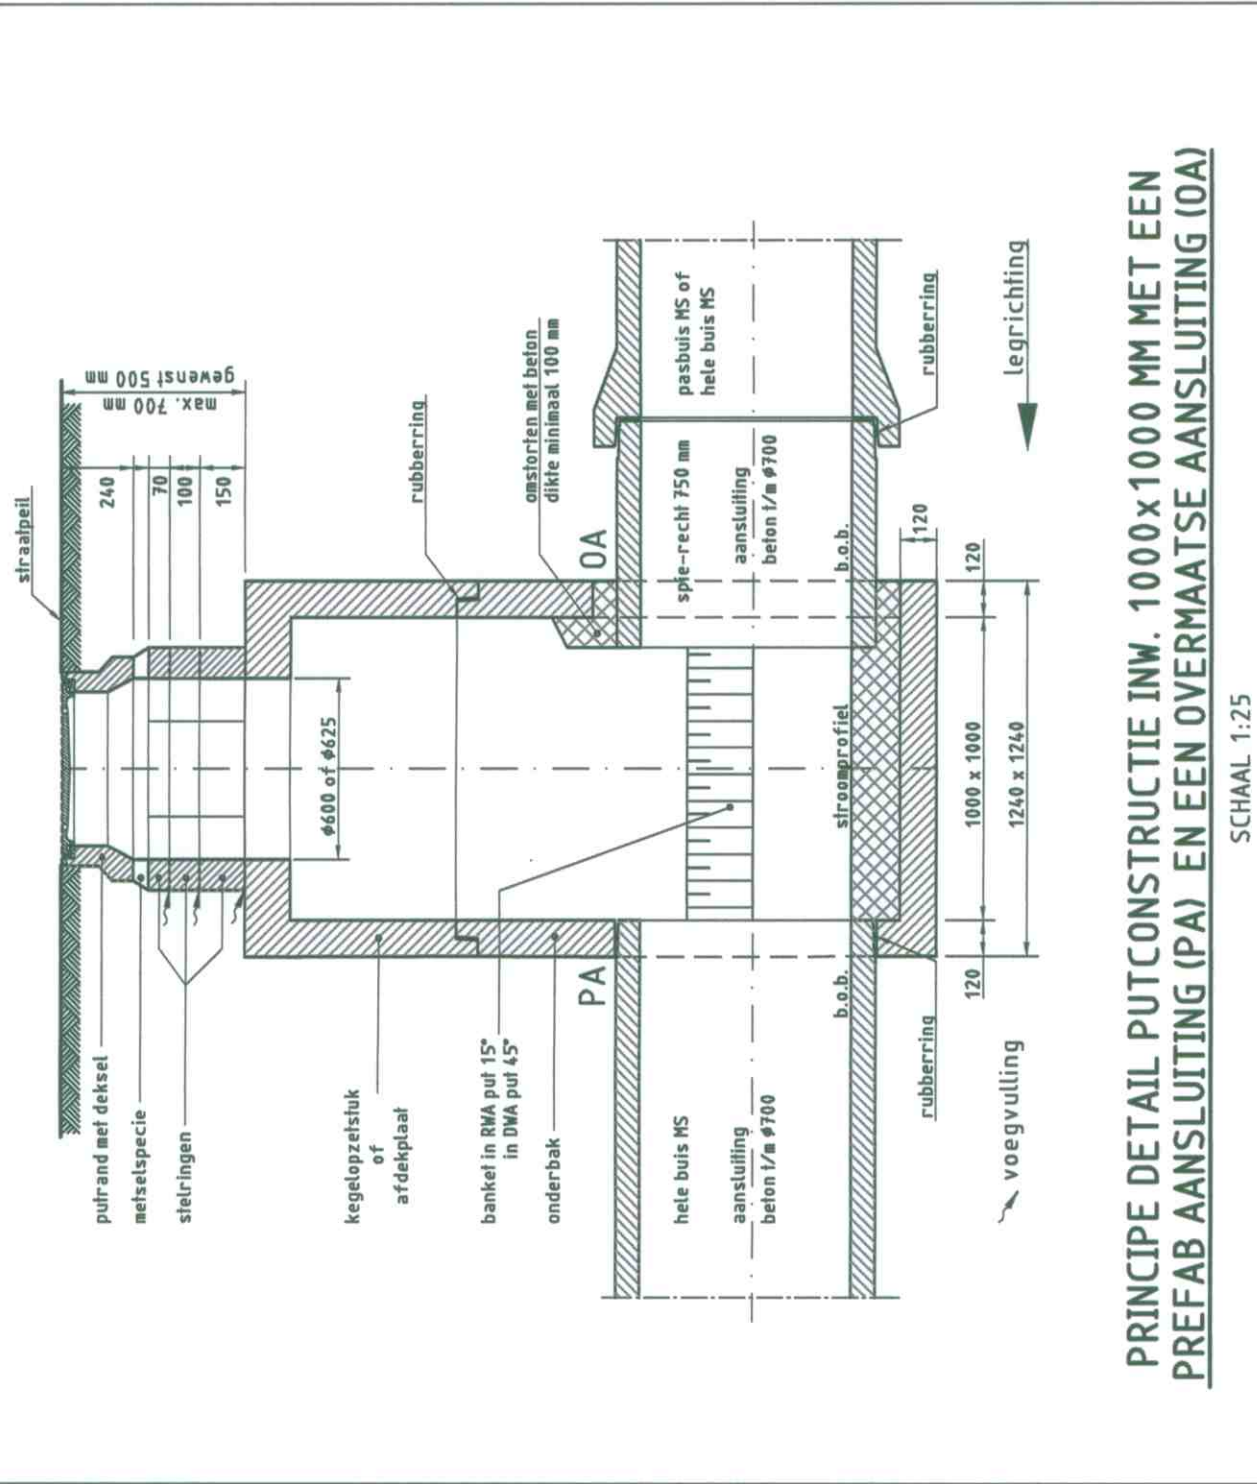 straatpeil
gewenst 500 mm
max. 700 mm
240
70
100
150
putrand met deksel
metselspecie
stelringen
ø600 of ø625
kegelopzetstuk
of
afdekplaat
rubberring
omstorten met beton
dikte minimaal 100 mm
banket in RWA put 15°
in DWA put 45°
onderbak
PA
OA
hele buis MS
aansluiting
beton t/m ø700
b.o.b.
stroomprofiel
spie-recht 750 mm
aansluiting
beton t/m ø700
b.o.b.
pasbuis MS of
hele buis MS
rubberring
rubberring
120
120
1000 x 1000
120
1240 x 1240
voegvulling
legrichting
PRINCIPE DETAIL PUTCONSTRUCTIE INW. 1000x1000 MM MET EEN
PREFAB AANSLUITING (PA) EN EEN OVERMAATSE AANSLUITING (OA)
SCHAAL 1:25